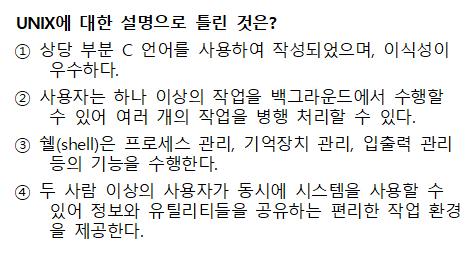 UNIX에 대한 설명으로 틀린 것은?
① 상당 부분 C 언어를 사용하여 작성되었으며, 이식성이
우수하다.
② 사용자는 하나 이상의 작업을 백그라운드에서 수행할
수 있어 여러 개의 작업을 병행 처리할 수 있다.
③ 쉘(shell)은 프로세스 관리, 기억장치 관리, 입출력 관리
등의 기능을 수행한다.
④ 두 사람 이상의 사용자가 동시에 시스템을 사용할 수
있어 정보와 유틸리티들을 공유하는 편리한 작업 환경
을 제공한다.